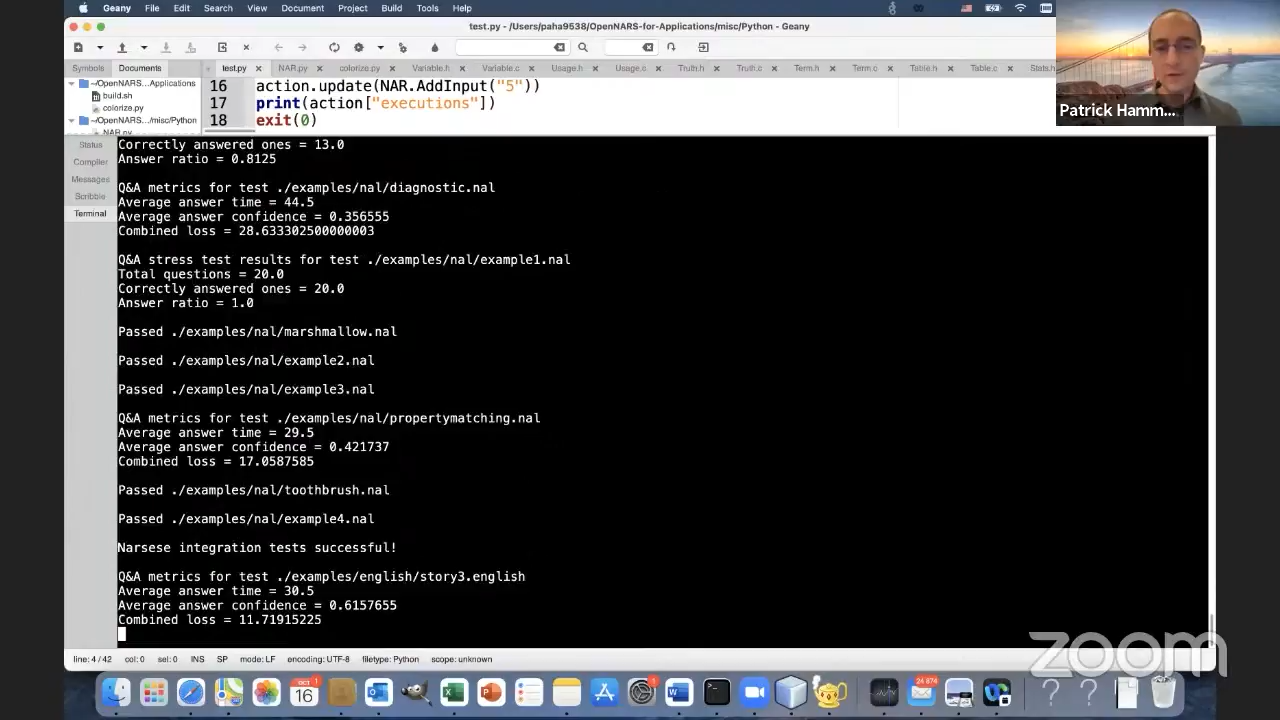 Geany File Edit Search View Document Project Build Tools Help
test.py - /Users/paha9538/OpenNARS-for-Applications/misc/Python - Geany
Symbols Documents
test.py NAR.py colorize.py Variable.h Variable.c Usage.h Usage.c Truth.h Truth.c Term.h Term.c Table.h Table.c Stats.h
~/OpenNARS...Applications
build.sh
colorize.py
~/OpenNARS.../misc/Python
NAR.py
16 action.update(NAR.AddInput("5"))
17 print(action["executions"])
18 exit(0)
Patrick Hamm...
Status
Compiler
Messages
Scribble
Terminal
Correctly answered ones = 13.0
Answer ratio = 0.8125
Q&A metrics for test ./examples/nal/diagnostic.nal
Average answer time = 44.5
Average answer confidence = 0.356555
Combined loss = 28.633302500000003
Q&A stress test results for test ./examples/nal/example1.nal
Total questions = 20.0
Correctly answered ones = 20.0
Answer ratio = 1.0
Passed ./examples/nal/marshmallow.nal
Passed ./examples/nal/example2.nal
Passed ./examples/nal/example3.nal
Q&A metrics for test ./examples/nal/propertymatching.nal
Average answer time = 29.5
Average answer confidence = 0.421737
Combined loss = 17.0587585
Passed ./examples/nal/toothbrush.nal
Passed ./examples/nal/example4.nal
Narsese integration tests successful!
Q&A metrics for test ./examples/english/story3.english
Average answer time = 30.5
Average answer confidence = 0.6157655
Combined loss = 11.71915225
line: 4 / 42 col: 0 sel: 0 INS SP mode: LF encoding: UTF-8 filetype: Python scope: unknown
zoom
OCT 1
16
1
24 874